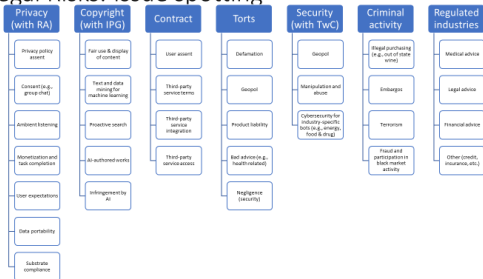 egal risks: issue spotting
Privacy
(with RA)
Privacy policy
assent
Consent (e.g.,
group chat)
Ambient listening
Monetization and
task completion
User expectations
Data portability
Substrate
compliance
Copyright
(with IPG)
Fair use & display
of content
Text and data
mining for
machine learning
Proactive search
AI-authored works
Infringement by
AI
Contract
User assent
Third-party
service terms
Third-party
service
integration
Third-party
service access
Torts
Defamation
Geopol
Product liability
Bad advice (e.g.,
health related)
Negligence
(security)
Security
(with TwC)
Geopol
Manipulation and
abuse
Cybersecurity for
industry-specific
bots (e.g., energy,
food & drug)
Criminal
activity
Illegal purchasing
(e.g., out of state
wine)
Embargos
Terrorism
Fraud and
participation in
black market
activity
Regulated
industries
Medical advice
Legal advice
Financial advice
Other (credit,
insurance, etc.)